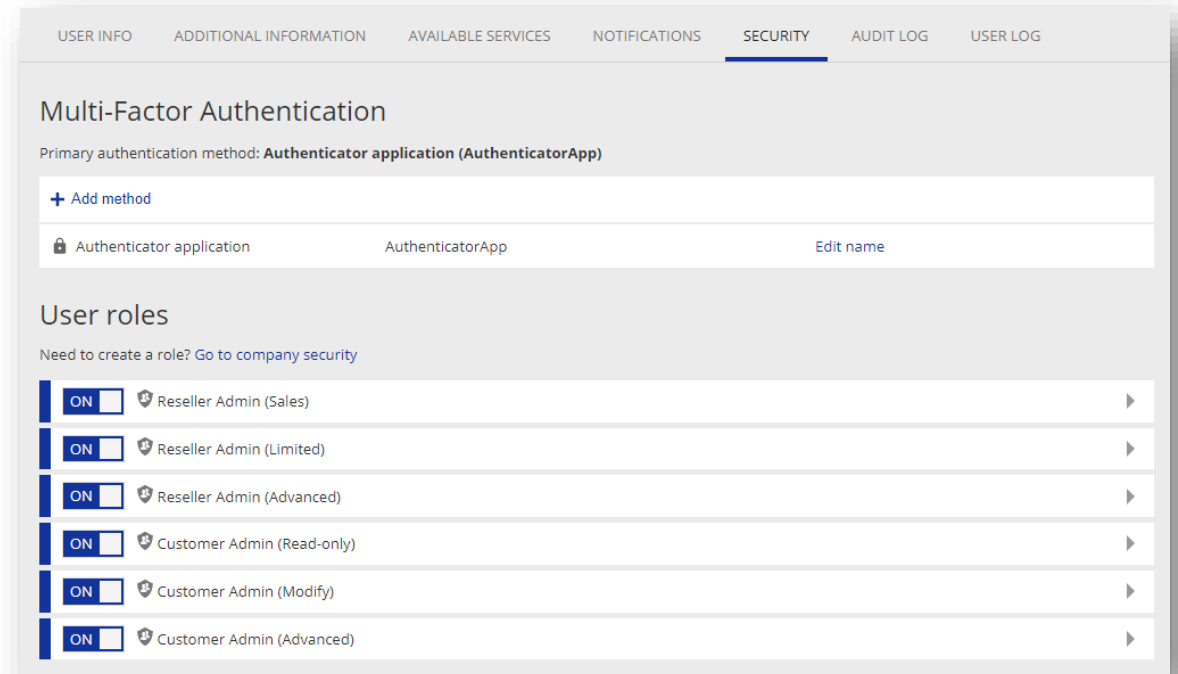 USER INFO ADDITIONAL INFORMATION AVAILABLE SERVICES NOTIFICATIONS SECURITY AUDIT LOG USER LOG
Multi-Factor Authentication
Primary authentication method: Authenticator application (AuthenticatorApp)
+ Add method
Authenticator application AuthenticatorApp Edit name
User roles
Need to create a role? Go to company security
ON Reseller Admin (Sales)
ON Reseller Admin (Limited)
ON Reseller Admin (Advanced)
ON Customer Admin (Read-only)
ON Customer Admin (Modify)
ON Customer Admin (Advanced)